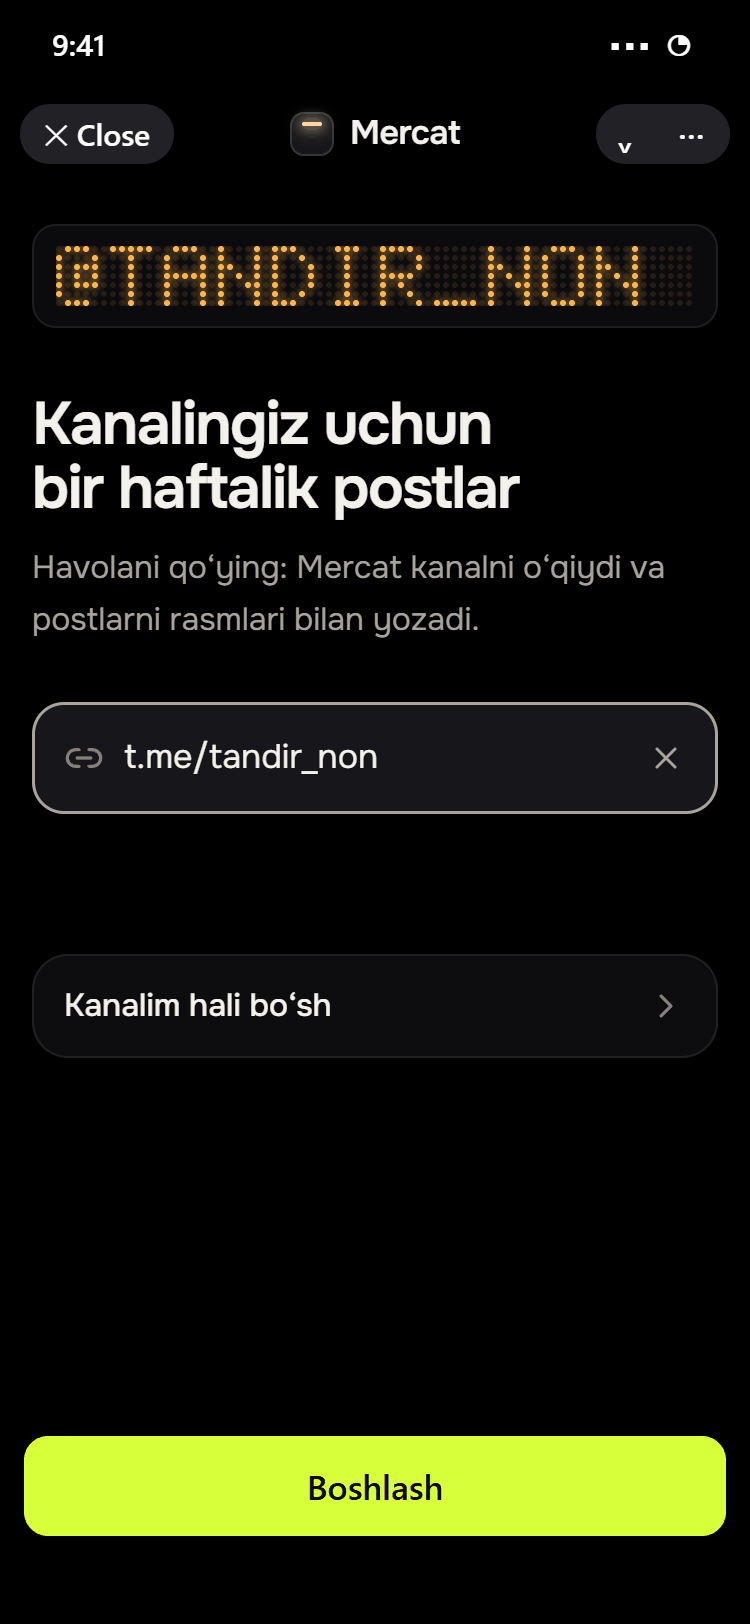 9:41
Close
Mercat
@TANDIR_NON
Kanalingiz uchun
bir haftalik postlar
Havolani qo‘ying: Mercat kanalni o‘qiydi va
postlarni rasmlari bilan yozadi.
t.me/tandir_non
Kanalim hali bo‘sh
Boshlash